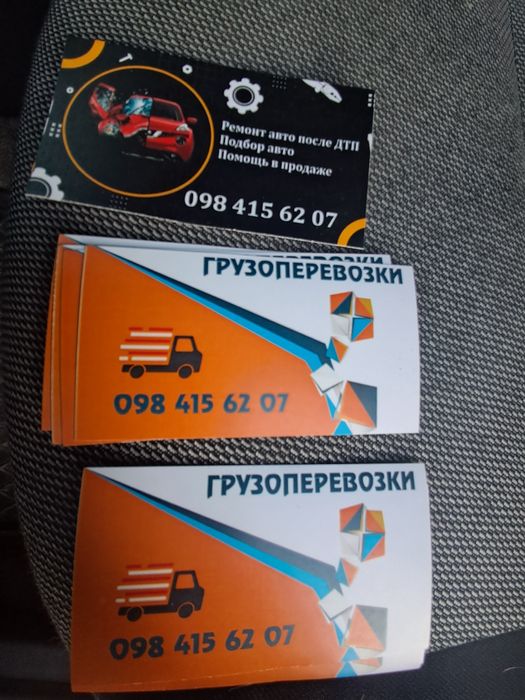 Ремонт авто после ДТП
Подбор авто
Помощь в продаже
098 415 62 07
ГРУЗОПЕРЕВОЗКИ
ГРУЗОПЕРЕВОЗКИ
098 415 62 07
ГРУЗОПЕРЕВОЗКИ
098 415 62 07